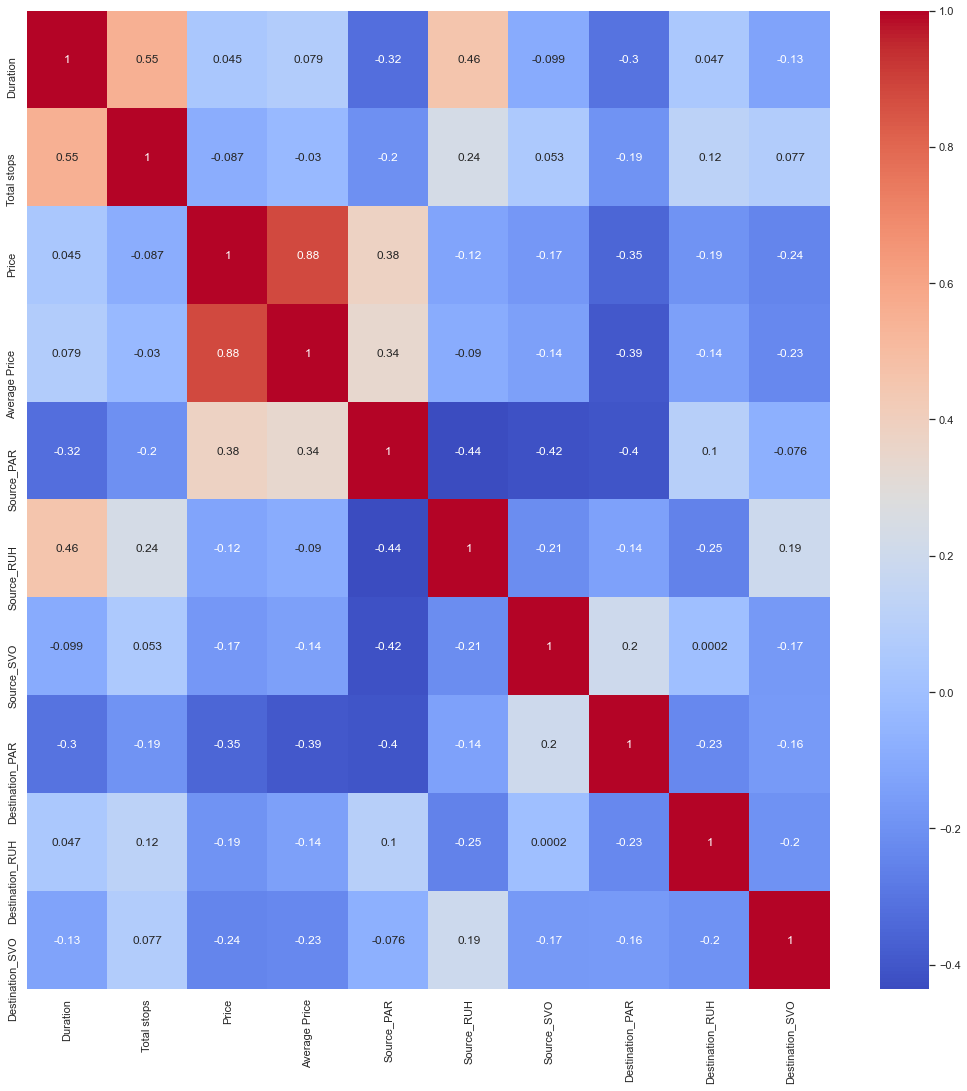 Duration 1 0.55 0.045 0.079 -0.32 0.46 -0.099 -0.3 0.047 -0.13
Total stops 0.55 1 -0.087 -0.03 -0.2 0.24 0.053 -0.19 0.12 0.077
Price 0.045 -0.087 1 0.88 0.38 -0.12 -0.17 -0.35 -0.19 -0.24
Average Price 0.079 -0.03 0.88 1 0.34 -0.09 -0.14 -0.39 -0.14 -0.23
Source_PAR -0.32 -0.2 0.38 0.34 1 -0.44 -0.42 -0.4 0.1 -0.076
Source_RUH 0.46 0.24 -0.12 -0.09 -0.44 1 -0.21 -0.14 -0.25 0.19
Source_SVO -0.099 0.053 -0.17 -0.14 -0.42 -0.21 1 0.2 0.0002 -0.17
Destination_PAR -0.3 -0.19 -0.35 -0.39 -0.4 -0.14 0.2 1 -0.23 -0.16
Destination_RUH 0.047 0.12 -0.19 -0.14 0.1 -0.25 0.0002 -0.23 1 -0.2
Destination_SVO -0.13 0.077 -0.24 -0.23 -0.076 0.19 -0.17 -0.16 -0.2 1
Duration Total stops Price Average Price Source_PAR Source_RUH Source_SVO Destination_PAR Destination_RUH Destination_SVO
1.0
0.8
0.6
0.4
0.2
0.0
−0.2
−0.4